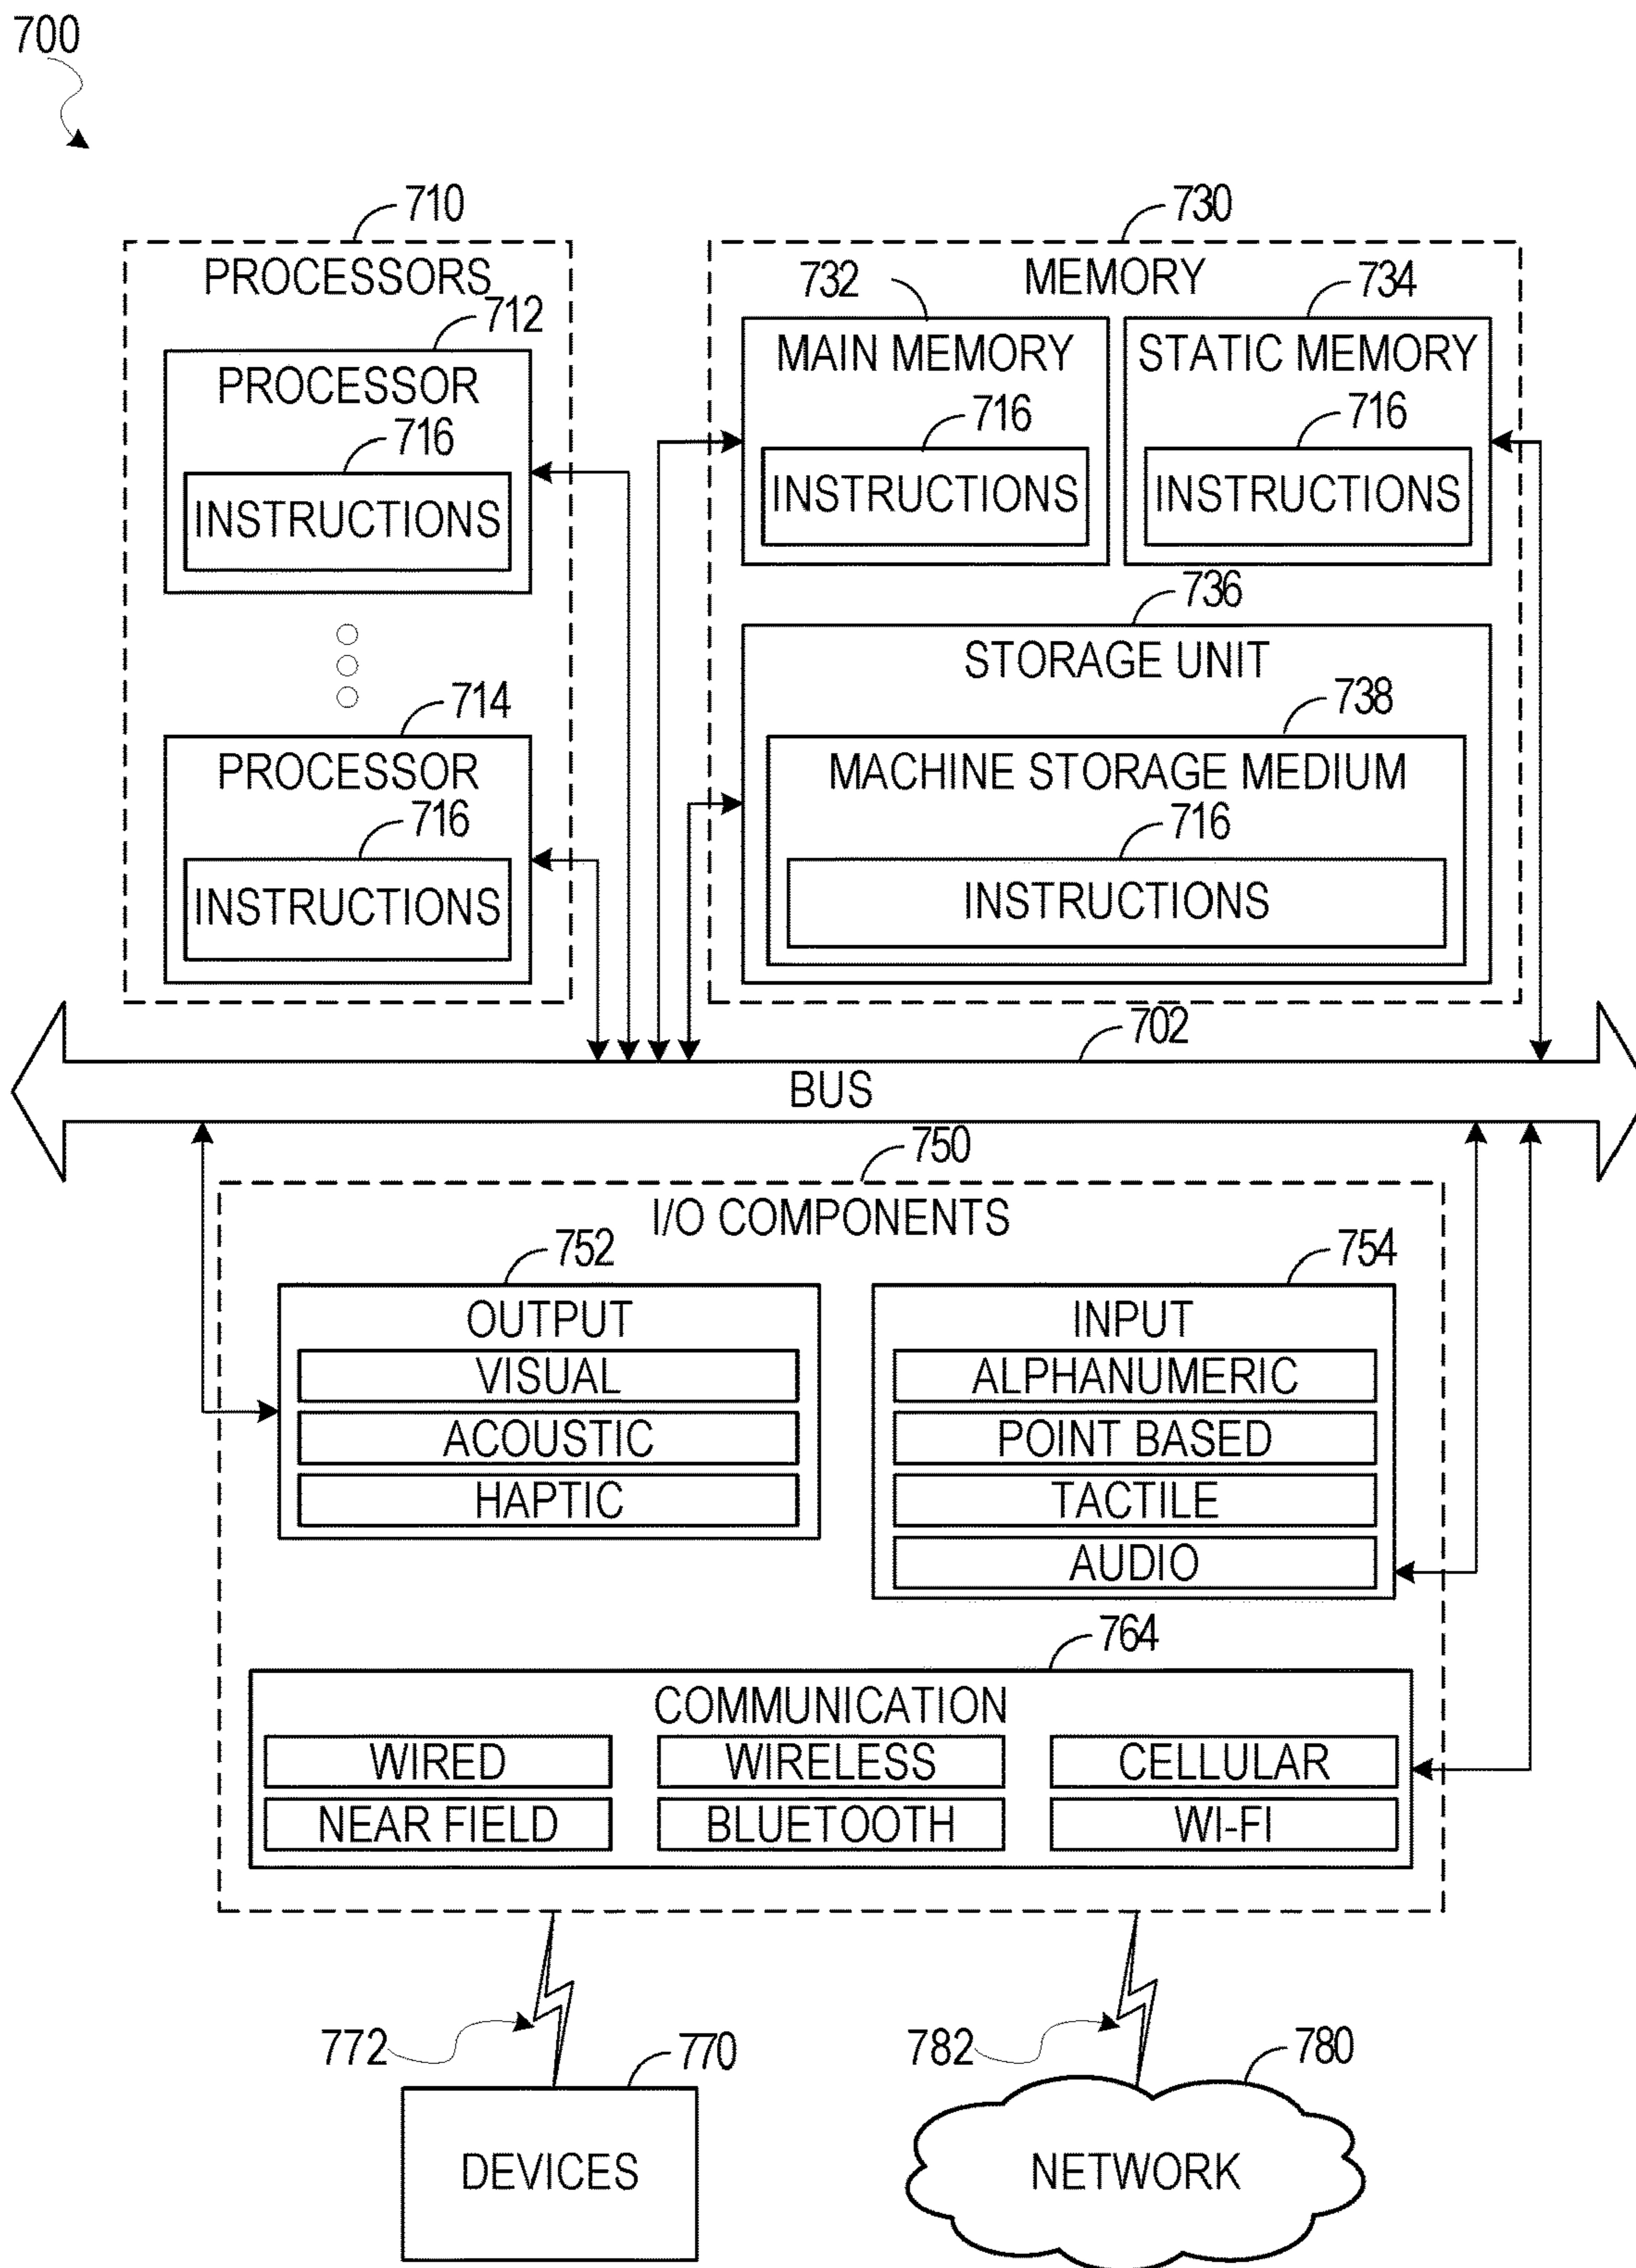 700
710
PROCESSORS
712
PROCESSOR
716
INSTRUCTIONS
714
PROCESSOR
716
INSTRUCTIONS
730
MEMORY
732
MAIN MEMORY
716
INSTRUCTIONS
734
STATIC MEMORY
716
INSTRUCTIONS
736
STORAGE UNIT
738
MACHINE STORAGE MEDIUM
716
INSTRUCTIONS
702
BUS
750
I/O COMPONENTS
752
OUTPUT
VISUAL
ACOUSTIC
HAPTIC
754
INPUT
ALPHANUMERIC
POINT BASED
TACTILE
AUDIO
764
COMMUNICATION
WIRED
WIRELESS
CELLULAR
NEAR FIELD
BLUETOOTH
WI-FI
772
770
DEVICES
782
780
NETWORK